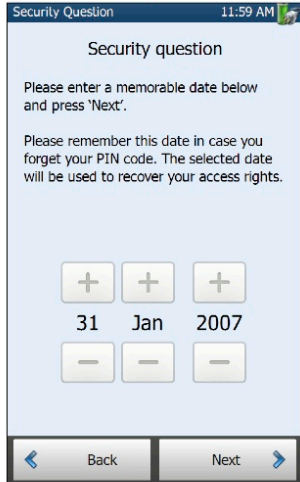 Security Question 11:59 AM
Security question
Please enter a memorable date below
and press 'Next'.
Please remember this date in case you
forget your PIN code. The selected date
will be used to recover your access rights.
+ + +
31 Jan 2007
− − −
Back Next